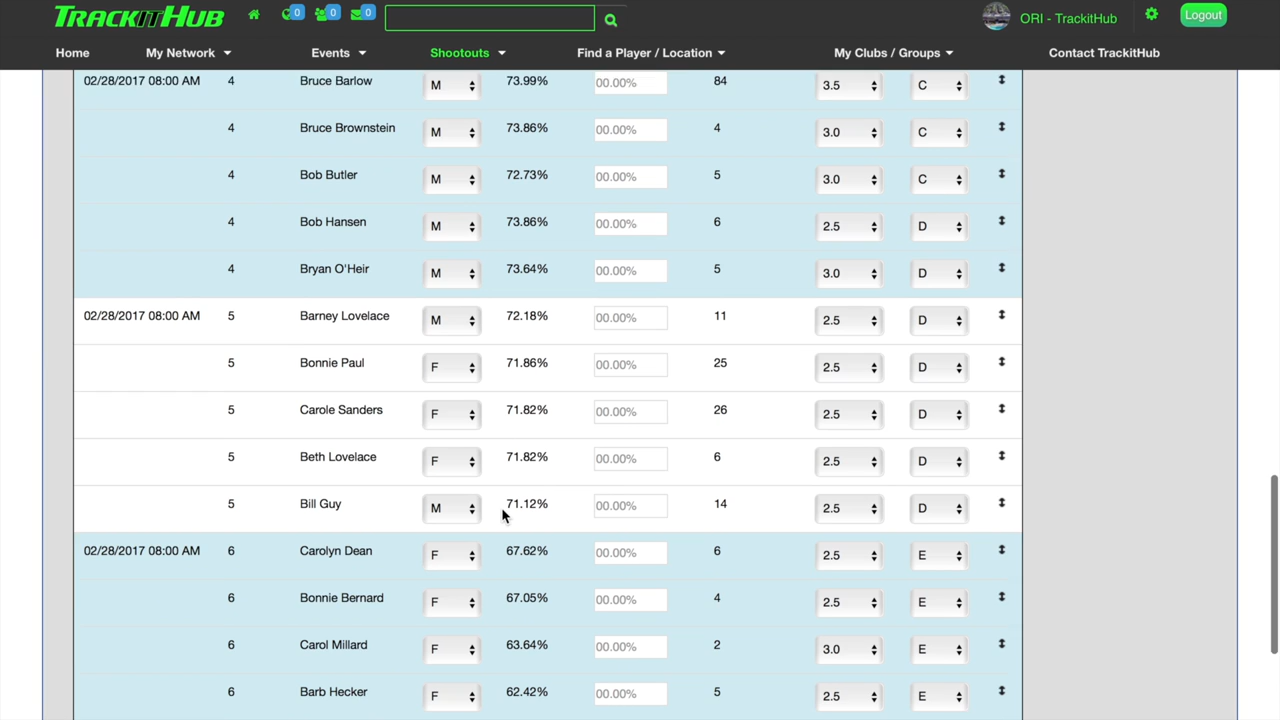 TRACKITHUB 0 0 0 ORI - TrackitHub Logout
Home My Network Events Shootouts Find a Player / Location My Clubs / Groups Contact TrackitHub
02/28/2017 08:00 AM 4 Bruce Barlow M 73.99% 00.00% 84 3.5 C
4 Bruce Brownstein M 73.86% 00.00% 4 3.0 C
4 Bob Butler M 72.73% 00.00% 5 3.0 C
4 Bob Hansen M 73.86% 00.00% 6 2.5 D
4 Bryan O'Heir M 73.64% 00.00% 5 3.0 D
02/28/2017 08:00 AM 5 Barney Lovelace M 72.18% 00.00% 11 2.5 D
5 Bonnie Paul F 71.86% 00.00% 25 2.5 D
5 Carole Sanders F 71.82% 00.00% 26 2.5 D
5 Beth Lovelace F 71.82% 00.00% 6 2.5 D
5 Bill Guy M 71.12% 00.00% 14 2.5 D
02/28/2017 08:00 AM 6 Carolyn Dean F 67.62% 00.00% 6 2.5 E
6 Bonnie Bernard F 67.05% 00.00% 4 2.5 E
6 Carol Millard F 63.64% 00.00% 2 3.0 E
6 Barb Hecker F 62.42% 00.00% 5 2.5 E